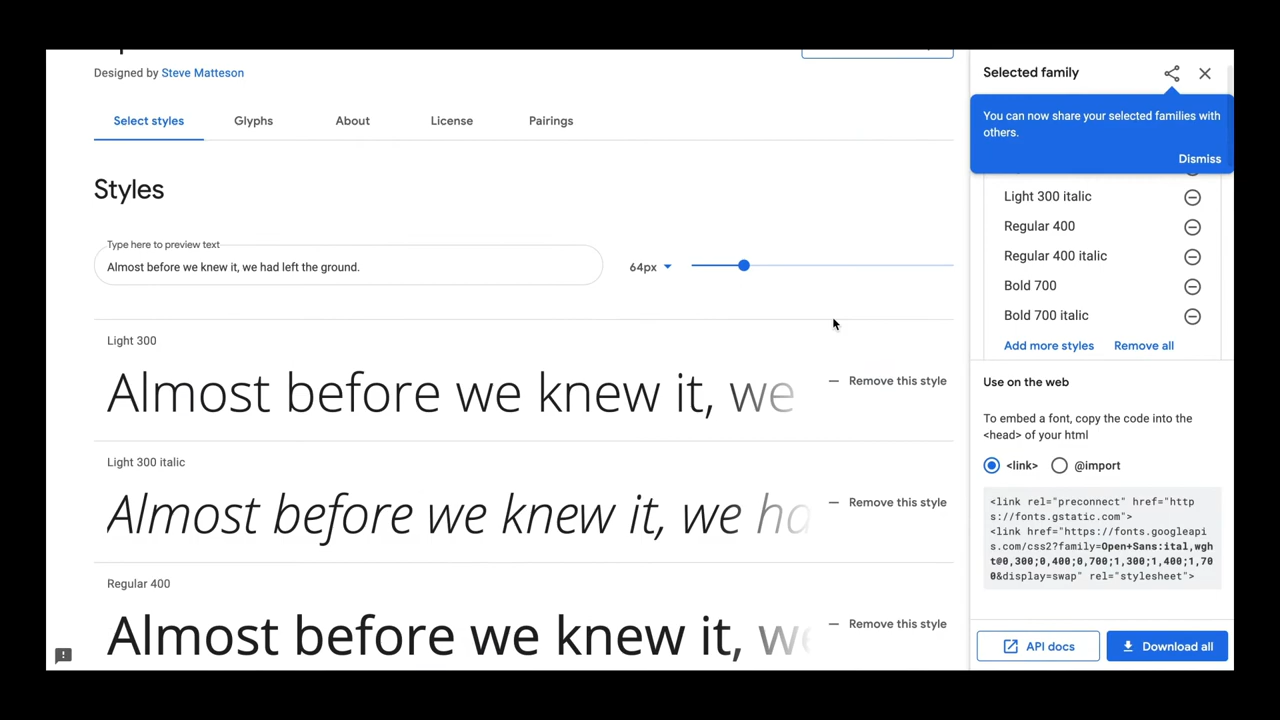 Designed by Steve Matteson
Select styles
Glyphs
About
License
Pairings
Styles
Type here to preview text
Almost before we knew it, we had left the ground.
64px
Light 300
Almost before we knew it, we
Remove this style
Light 300 italic
Almost before we knew it, we ha
Remove this style
Regular 400
Almost before we knew it, we
Remove this style
Selected family
You can now share your selected families with
others.
Dismiss
Light 300 italic
Regular 400
Regular 400 italic
Bold 700
Bold 700 italic
Add more styles
Remove all
Use on the web
To embed a font, copy the code into the
<head> of your html
<link>
@import
<link rel="preconnect" href="http
s://fonts.gstatic.com">
<link href="https://fonts.googleapi
s.com/css2?family=Open+Sans:ital,wgh
t@0,300;0,400;0,700;1,300;1,400;1,70
0&display=swap" rel="stylesheet">
API docs
Download all